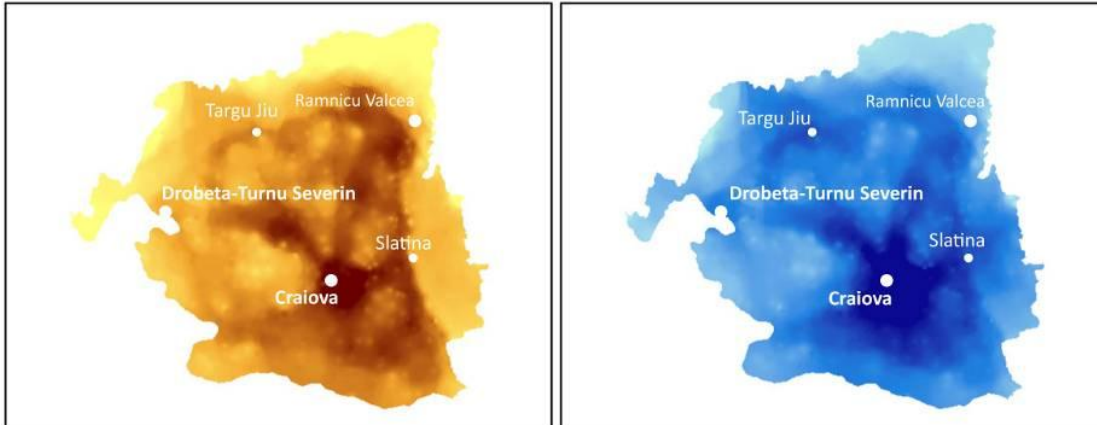 Ramnicu Valcea
Targu Jiu
Drobeta-Turnu Severin
Slatina
Craiova
Ramnicu Valcea
Targu Jiu
Drobeta-Turnu Severin
Slatina
Craiova